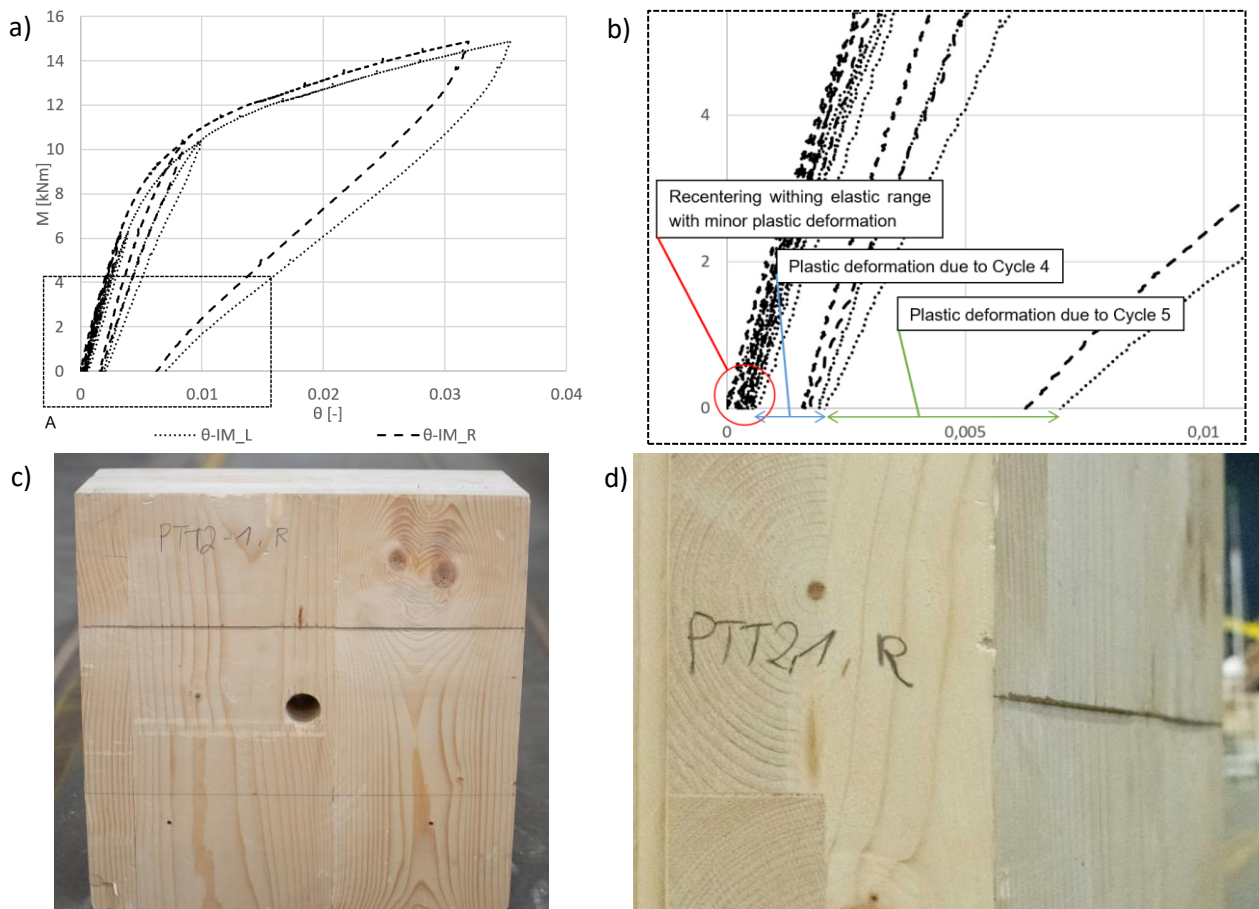 a)
16
14
12
10
8
6
4
2
0
M [kNm]
0 0.01 0.02 0.03 0.04
A
θ [-]
θ-IM_L θ-IM_R
b)
4
2
0
Recentering withing elastic range
with minor plastic deformation
Plastic deformation due to Cycle 4
Plastic deformation due to Cycle 5
0 0,005 0,01
c)
PTT2-1, R
d)
PTT2,1, R